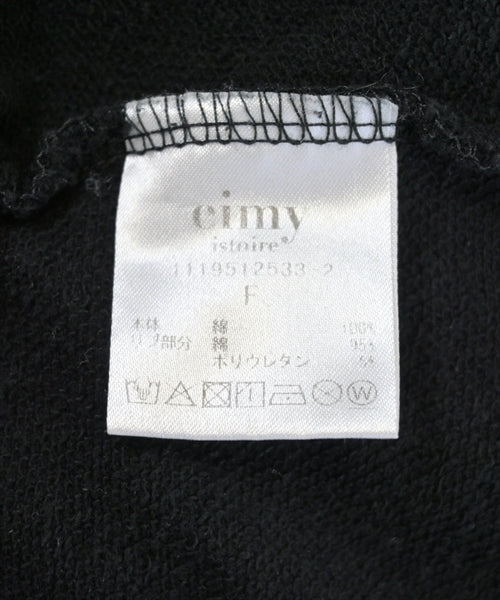 eimy
istoire
1119512533-2
F
本体 綿 100%
リブ部分 綿 95%
ポリウレタン 5%